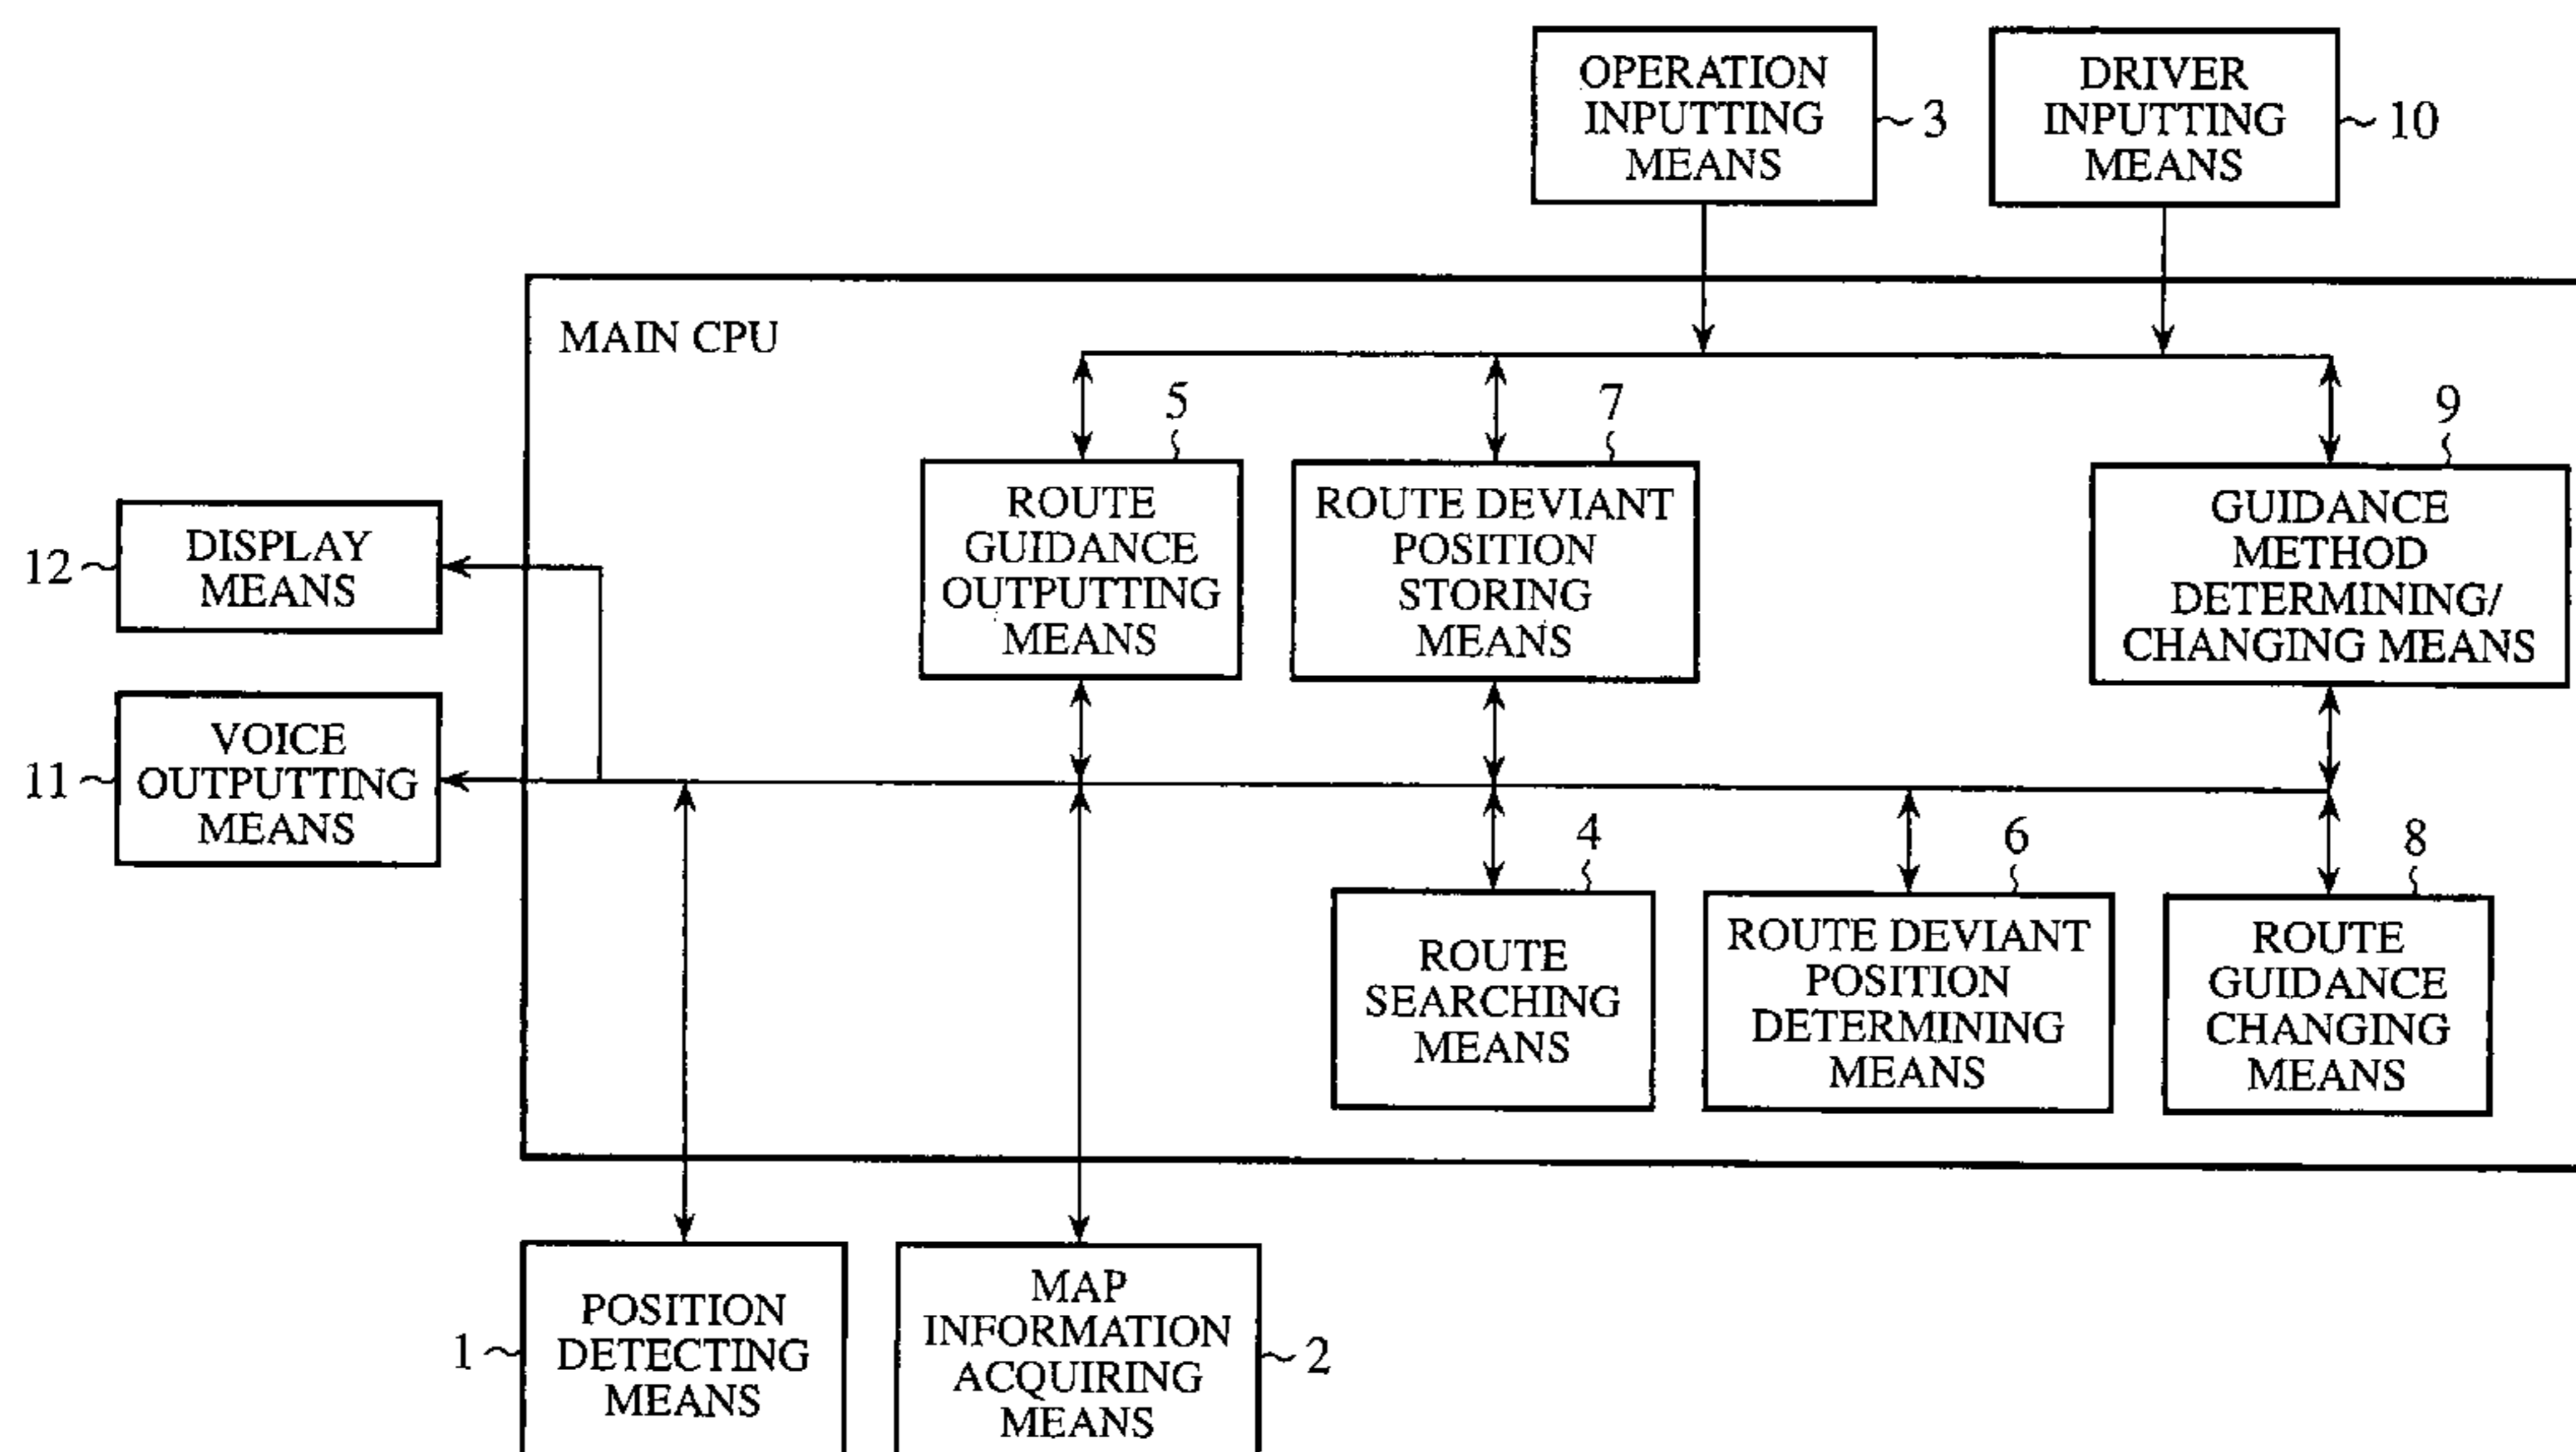 OPERATION
INPUTTING
MEANS
3
DRIVER
INPUTTING
MEANS
10
MAIN CPU
5
ROUTE
GUIDANCE
OUTPUTTING
MEANS
7
ROUTE DEVIANT
POSITION
STORING
MEANS
9
GUIDANCE
METHOD
DETERMINING/
CHANGING MEANS
12
DISPLAY
MEANS
11
VOICE
OUTPUTTING
MEANS
4
ROUTE
SEARCHING
MEANS
6
ROUTE DEVIANT
POSITION
DETERMINING
MEANS
8
ROUTE
GUIDANCE
CHANGING
MEANS
1
POSITION
DETECTING
MEANS
MAP
INFORMATION
ACQUIRING
MEANS
2